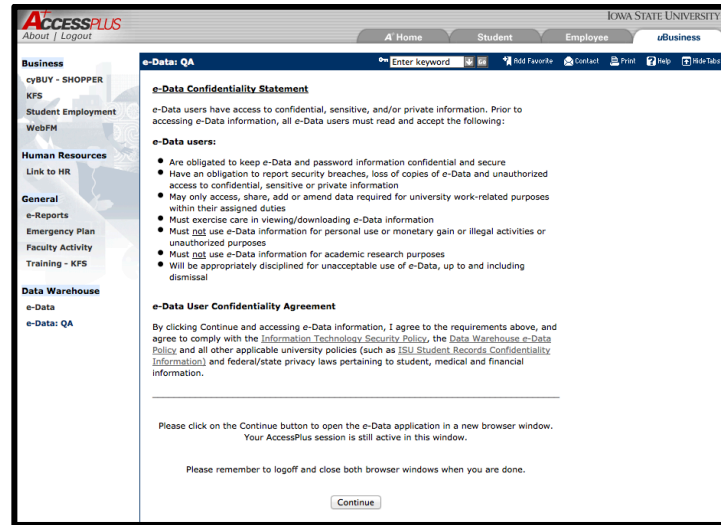 ACCESSPLUS
IOWA STATE UNIVERSITY
About | Logout
A+Home
Student
Employee
uBusiness
e-Data: QA
Enter keyword
Go
Add Favorite
Contact
Print
Help
HideTabs
Business
cyBUY - SHOPPER
KFS
Student Employment
WebFM
Human Resources
Link to HR
General
e-Reports
Emergency Plan
Faculty Activity
Training - KFS
Data Warehouse
e-Data
e-Data: QA
e-Data Confidentiality Statement
e-Data users have access to confidential, sensitive, and/or private information. Prior to
accessing e-Data information, all e-Data users must read and accept the following:
e-Data users:
● Are obligated to keep e-Data and password information confidential and secure
● Have an obligation to report security breaches, loss of copies of e-Data and unauthorized
access to confidential, sensitive or private information
● May only access, share, add or amend data required for university work-related purposes
within their assigned duties
● Must exercise care in viewing/downloading e-Data information
● Must not use e-Data information for personal use or monetary gain or illegal activities or
unauthorized purposes
● Must not use e-Data information for academic research purposes
● Will be appropriately disciplined for unacceptable use of e-Data, up to and including
dismissal
e-Data User Confidentiality Agreement
By clicking Continue and accessing e-Data information, I agree to the requirements above, and
agree to comply with the Information Technology Security Policy, the Data Warehouse e-Data
Policy and all other applicable university policies (such as ISU Student Records Confidentiality
Information) and federal/state privacy laws pertaining to student, medical and financial
information.
Please click on the Continue button to open the e-Data application in a new browser window.
Your AccessPlus session is still active in this window.
Please remember to logoff and close both browser windows when you are done.
Continue